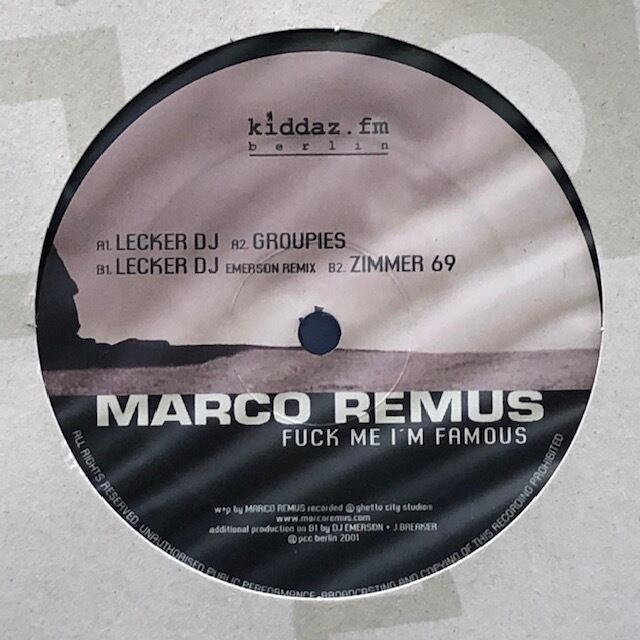 kiddaz.fm
berlin
A1. LECKER DJ A2. GROUPIES
B1. LECKER DJ EMERSON REMIX B2. ZIMMER 69
MARCO REMUS
FUCK ME I'M FAMOUS
w+p by MARCO REMUS recorded @ ghetto city studios
www.marcoremus.com
additional production on B1 by DJ EMERSON + J.BREAKER
@ pcc berlin 2001
ALL RIGHTS RESERVED. UNAUTHORISED PUBLIC PERFORMANCE, BROADCASTING AND COPYING OF THIS RECORDING PROHIBITED